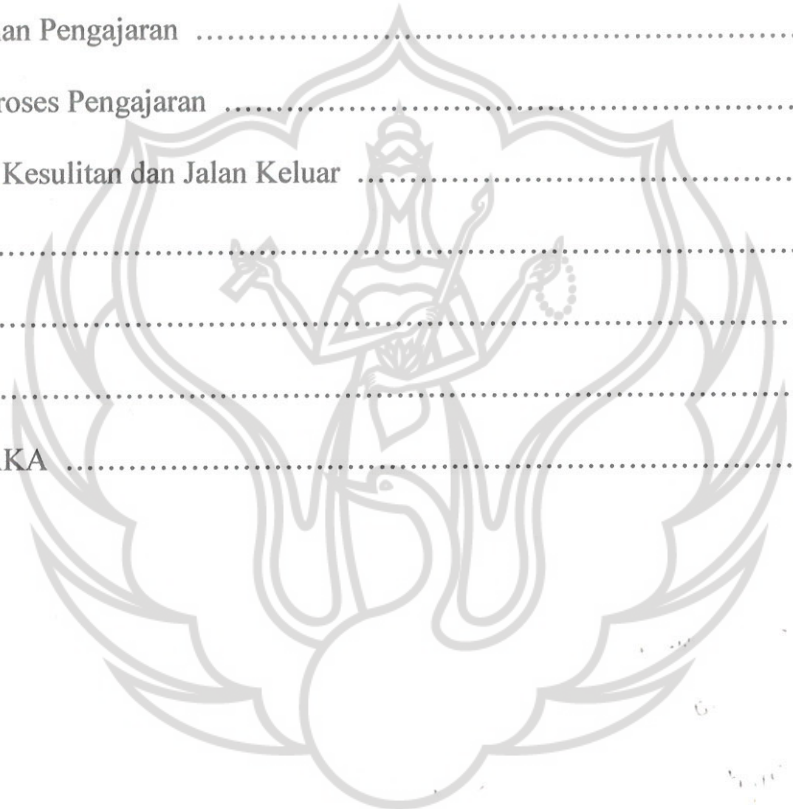 an Pengajaran ........................................................................
roses Pengajaran ....................................................................
Kesulitan dan Jalan Keluar ....................................................
................................................................................................
................................................................................................
................................................................................................
KA ........................................................................................